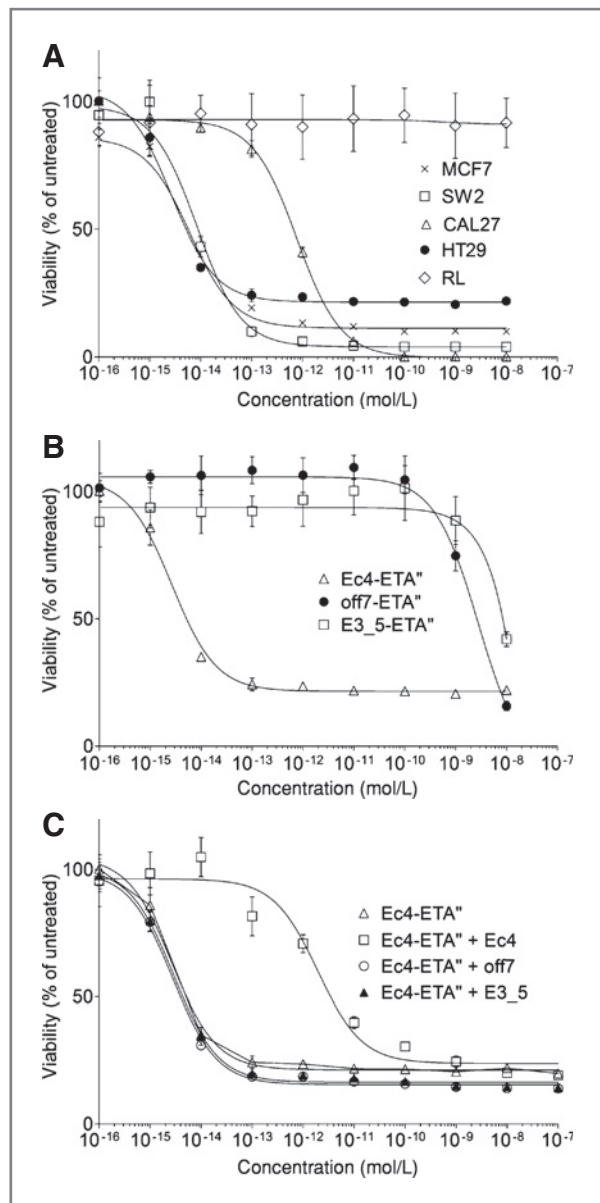 A
Viability (% of untreated)
100
50
0
MCF7
SW2
CAL27
HT29
RL
10-16 10-15 10-14 10-13 10-12 10-11 10-10 10-9 10-8 10-7
Concentration (mol/L)
B
Viability (% of untreated)
100
50
0
Ec4-ETA"
off7-ETA"
E3_5-ETA"
10-16 10-15 10-14 10-13 10-12 10-11 10-10 10-9 10-8 10-7
Concentration (mol/L)
C
Viability (% of untreated)
100
50
0
Ec4-ETA"
Ec4-ETA" + Ec4
Ec4-ETA" + off7
Ec4-ETA" + E3_5
10-16 10-15 10-14 10-13 10-12 10-11 10-10 10-9 10-8 10-7
Concentration (mol/L)